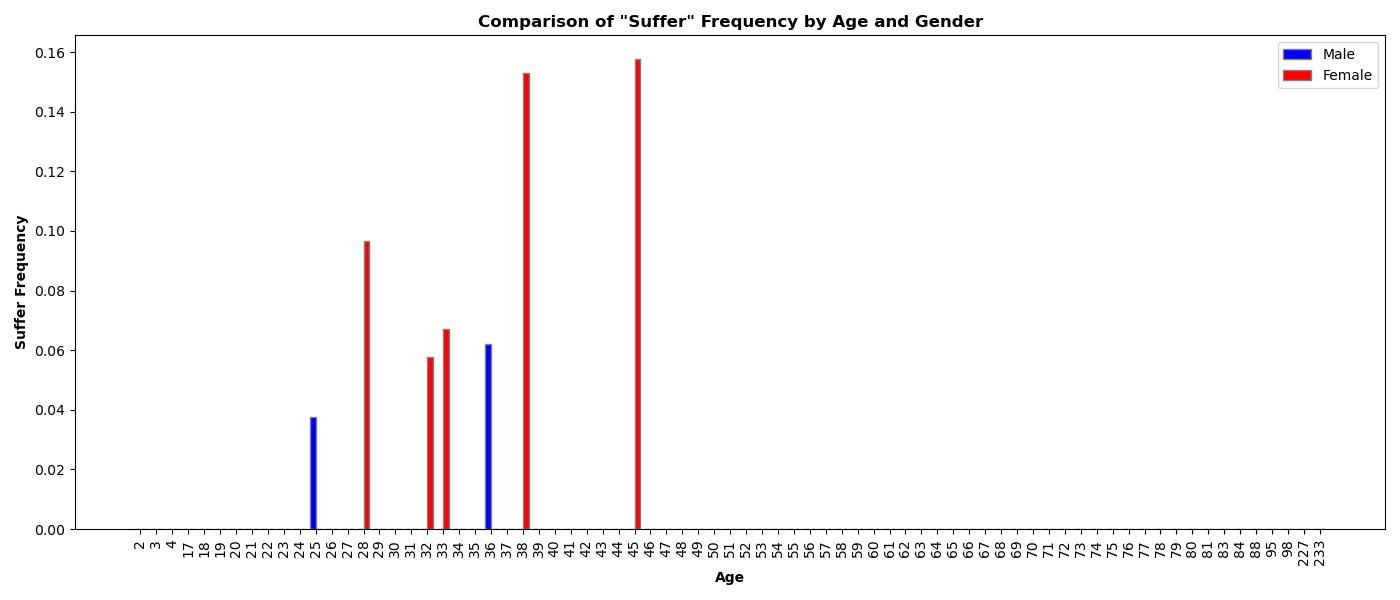 Comparison of "Suffer" Frequency by Age and Gender
Male
Female
Suffer Frequency
0.16
0.14
0.12
0.10
0.08
0.06
0.04
0.02
0.00
2 3 4 17 18 19 20 21 22 23 24 25 26 27 28 29 30 31 32 33 34 35 36 37 38 39 40 41 42 43 44 45 46 47 48 49 50 51 52 53 54 55 56 57 58 59 60 61 62 63 64 65 66 67 68 69 70 71 72 73 74 75 76 77 78 79 80 81 83 84 88 95 98 227 233
Age